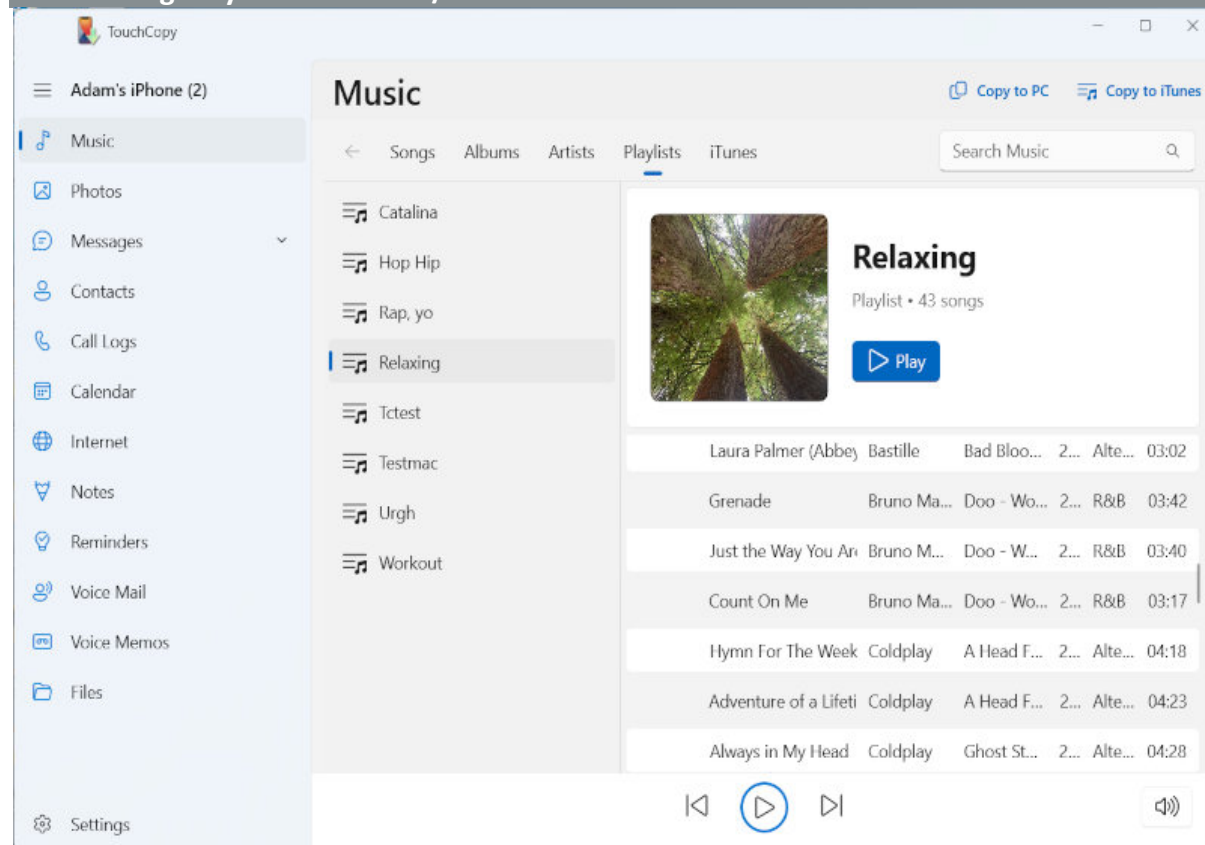 TouchCopy
Adam's iPhone (2)
Music
Photos
Messages
Contacts
Call Logs
Calendar
Internet
Notes
Reminders
Voice Mail
Voice Memos
Files
Settings
Music
Copy to PC
Copy to iTunes
Songs Albums Artists Playlists iTunes
Search Music
Catalina
Hop Hip
Rap, yo
Relaxing
Tctest
Testmac
Urgh
Workout
Relaxing
Playlist • 43 songs
Play
Laura Palmer (Abbey Bastille Bad Bloo... 2... Alte... 03:02
Grenade Bruno Ma... Doo - Wo... 2... R&B 03:42
Just the Way You Are Bruno M... Doo - W... 2... R&B 03:40
Count On Me Bruno Ma... Doo - Wo... 2... R&B 03:17
Hymn For The Week Coldplay A Head F... 2... Alte... 04:18
Adventure of a Lifeti Coldplay A Head F... 2... Alte... 04:23
Always in My Head Coldplay Ghost St... 2... Alte... 04:28